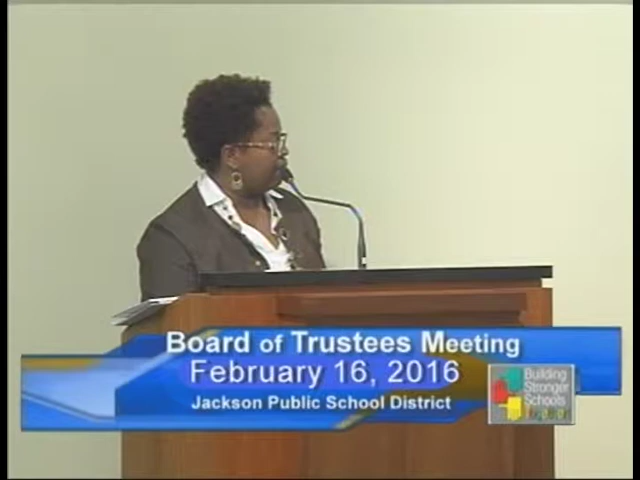 Board of Trustees Meeting
February 16, 2016
Jackson Public School District
Building
Stronger
Schools